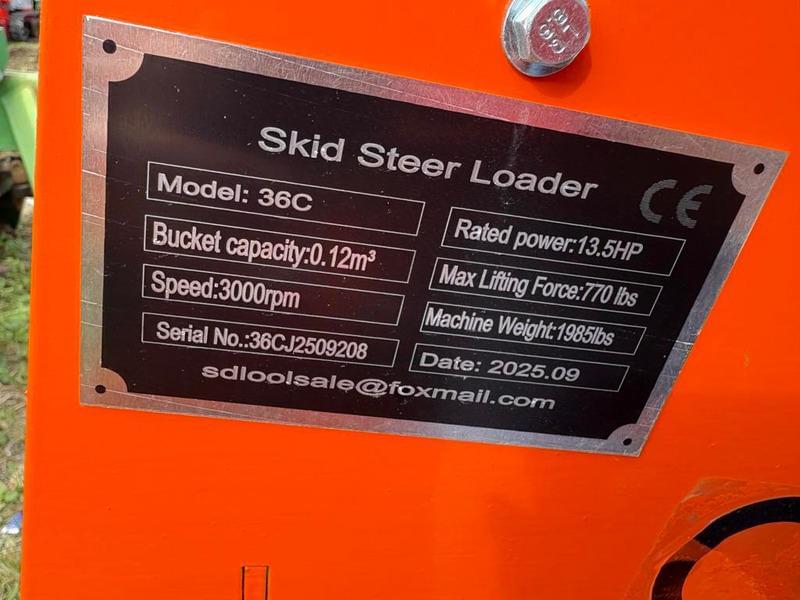 Skid Steer Loader
CE
Model: 36C
Rated power:13.5HP
Bucket capacity:0.12m³
Max Lifting Force:770 lbs
Speed:3000rpm
Machine Weight:1985lbs
Serial No.:36CJ2509208
Date: 2025.09
sdloolsale@foxmail.com